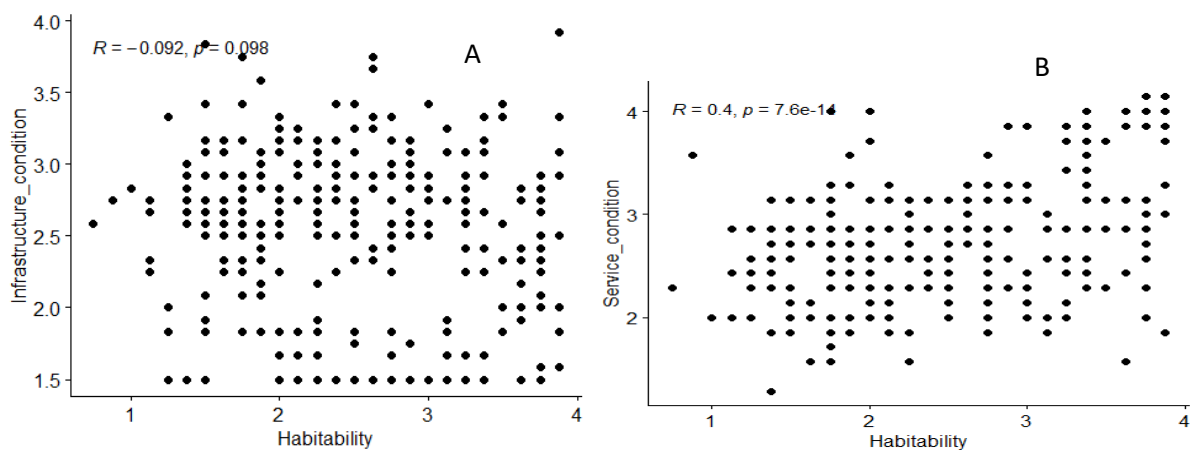 A
R = −0.092, p = 0.098
4.0
3.5
3.0
2.5
2.0
1.5
Infrastructure_condition
1 2 3 4
Habitability
B
R = 0.4, p = 7.6e-14
4
3
2
Service_condition
1 2 3 4
Habitability